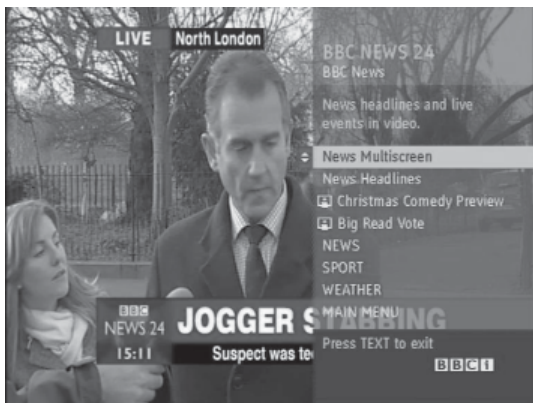 LIVE North London
BBC NEWS 24
BBC News
News headlines and live
events in video.
News Multiscreen
News Headlines
Christmas Comedy Preview
Big Read Vote
NEWS
SPORT
WEATHER
MAIN MENU
Press TEXT to exit
BBC 1
BBC
NEWS 24
JOGGER STABBING
15:11
Suspect was